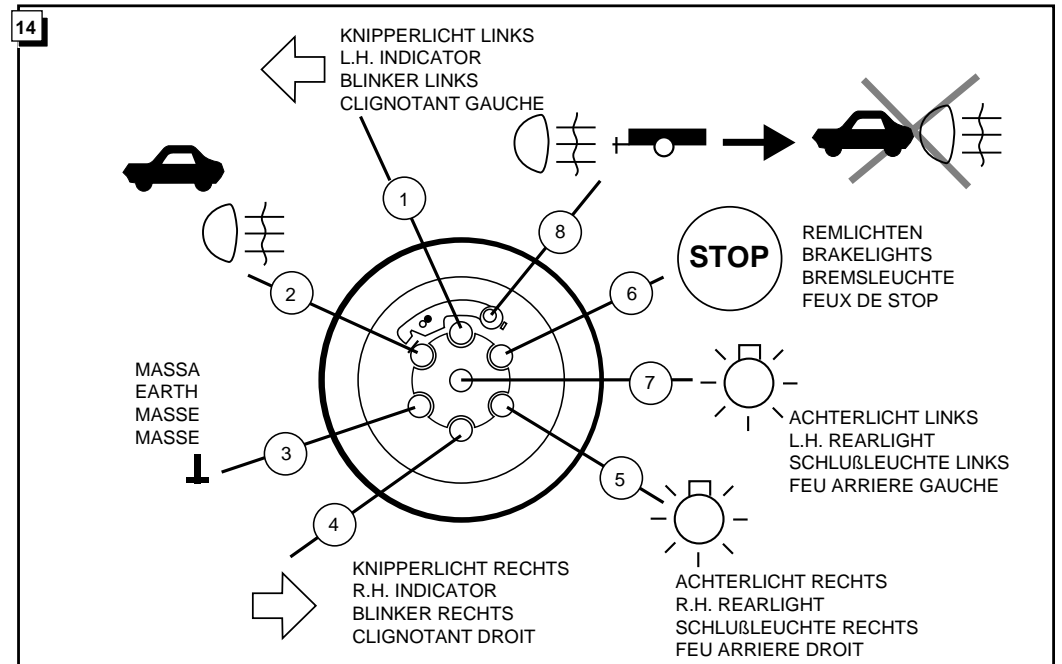 14
KNIPPERLICHT LINKS
L.H. INDICATOR
BLINKER LINKS
CLIGNOTANT GAUCHE
1
8
2
6
STOP
REMLICHTEN
BRAKELIGHTS
BREMSLEUCHTE
FEUX DE STOP
MASSA
EARTH
MASSE
MASSE
3
7
ACHTERLICHT LINKS
L.H. REARLIGHT
SCHLUßLEUCHTE LINKS
FEU ARRIERE GAUCHE
5
4
KNIPPERLICHT RECHTS
R.H. INDICATOR
BLINKER RECHTS
CLIGNOTANT DROIT
ACHTERLICHT RECHTS
R.H. REARLIGHT
SCHLUßLEUCHTE RECHTS
FEU ARRIERE DROIT